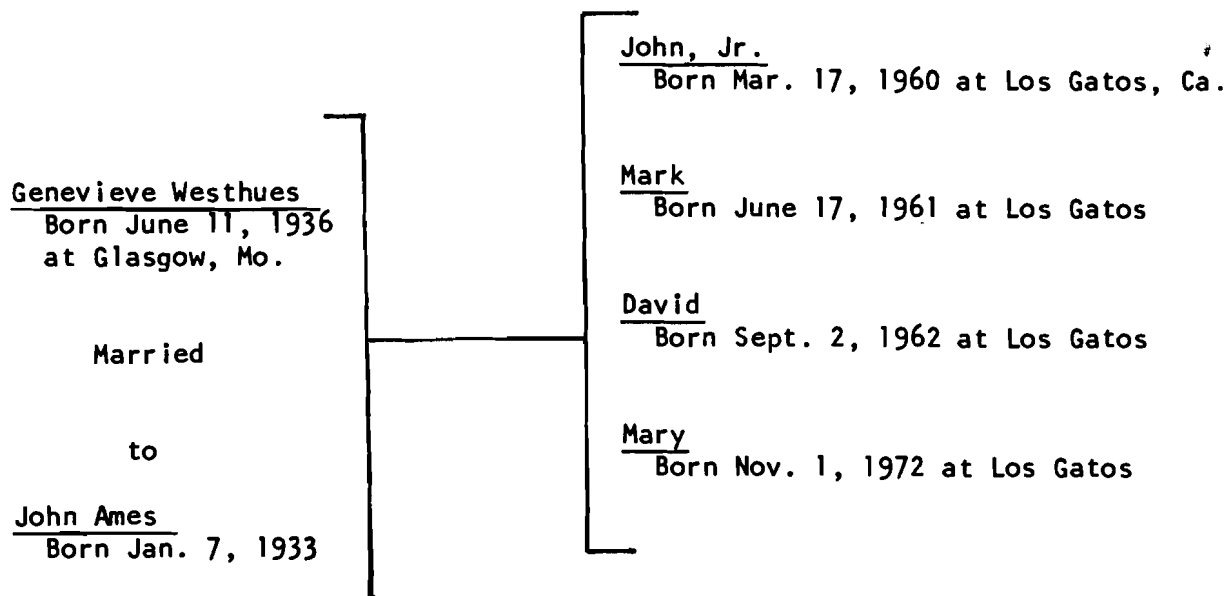 Genevieve Westhues
Born June 11, 1936
at Glasgow, Mo.
Married
to
John Ames
Born Jan. 7, 1933
John, Jr.
Born Mar. 17, 1960 at Los Gatos, Ca.
Mark
Born June 17, 1961 at Los Gatos
David
Born Sept. 2, 1962 at Los Gatos
Mary
Born Nov. 1, 1972 at Los Gatos